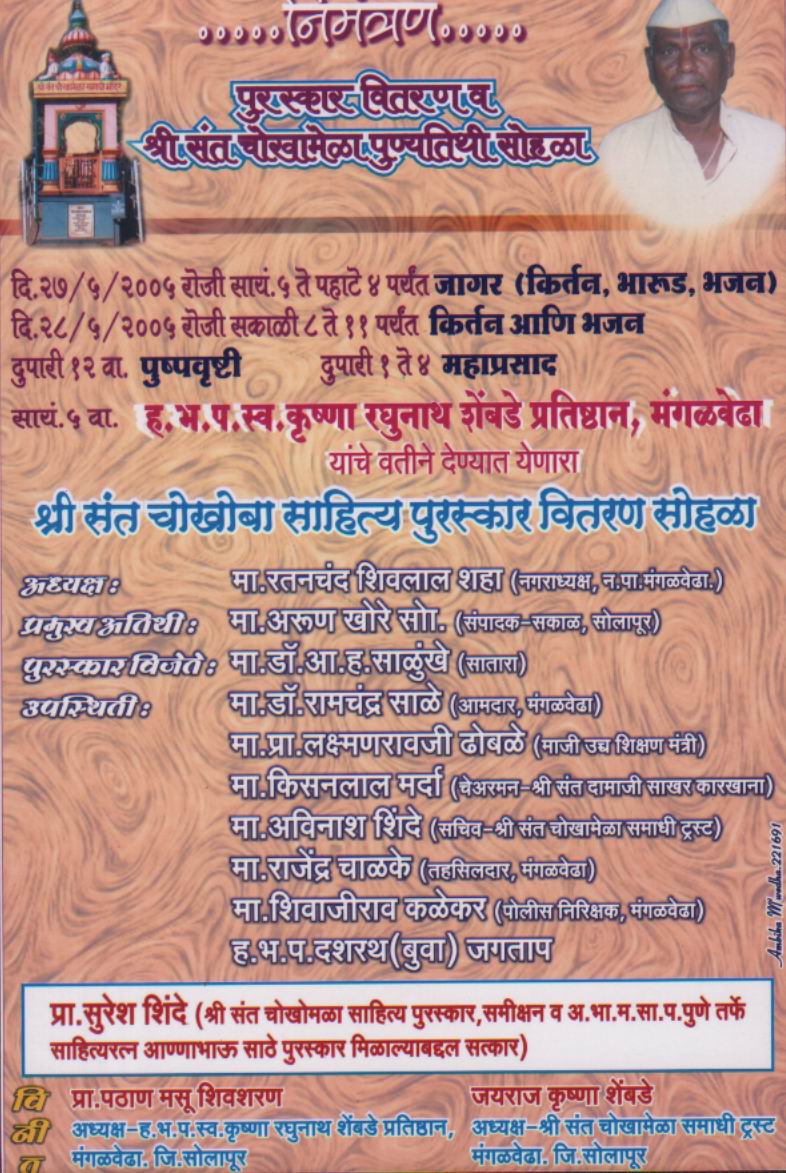 .....निमंत्रण.....
पुरस्कार वितरण व
श्री संत चोखामेळा पुण्यतिथी सोहळा
दि.२७/५/२००५ रोजी सायं.५ ते पहाटे ४ पर्यंत जागर (किर्तन, भारूड, भजन)
दि.२८/५/२००५ रोजी सकाळी ८ ते ११ पर्यंत किर्तन आणि भजन
दुपारी १२ वा. पुष्पवृष्टी दुपारी १ ते ४ महाप्रसाद
सायं.५ वा. ह.भ.प.स्व.कृष्णा रघुनाथ शेंबडे प्रतिष्ठान, मंगळवेढा
यांचे वतीने देण्यात येणारा
श्री संत चोखोबा साहित्य पुरस्कार वितरण सोहळा
अध्यक्ष : मा.रतनचंद शिवलाल शहा (नगराध्यक्ष, न.पा.मंगळवेढा.)
प्रमुख अतिथी : मा.अरूण खोरे सो. (संपादक-सकाळ, सोलापूर)
पुरस्कार विजेते : मा.डॉ.आ.ह.साळुंखे (सातारा)
उपस्थिती : मा.डॉ.रामचंद्र साळे (आमदार, मंगळवेढा)
मा.प्रा.लक्ष्मणरावजी ढोबळे (माजी उच्च शिक्षण मंत्री)
मा.किसनलाल मर्दा (चेअरमन-श्री संत दामाजी साखर कारखाना)
मा.अविनाश शिंदे (सचिव-श्री संत चोखामेळा समाधी ट्रस्ट)
मा.राजेंद्र चाळके (तहसिलदार, मंगळवेढा)
मा.शिवाजीराव कळेकर (पोलीस निरिक्षक, मंगळवेढा)
ह.भ.प.दशरथ(बुवा) जगताप
प्रा.सुरेश शिंदे (श्री संत चोखोमळा साहित्य पुरस्कार,समीक्षन व अ.भा.म.सा.प.पुणे तर्फे
साहित्यरत्न आण्णाभाऊ साठे पुरस्कार मिळाल्याबद्दल सत्कार)
विनीत
प्रा.पठाण मसू शिवशरण
अध्यक्ष-ह.भ.प.स्व.कृष्णा रघुनाथ शेंबडे प्रतिष्ठान,
मंगळवेढा. जि.सोलापूर
जयराज कृष्णा शेंबडे
अध्यक्ष-श्री संत चोखामेळा समाधी ट्रस्ट
मंगळवेढा. जि.सोलापूर
Ambika M'wedha.221691